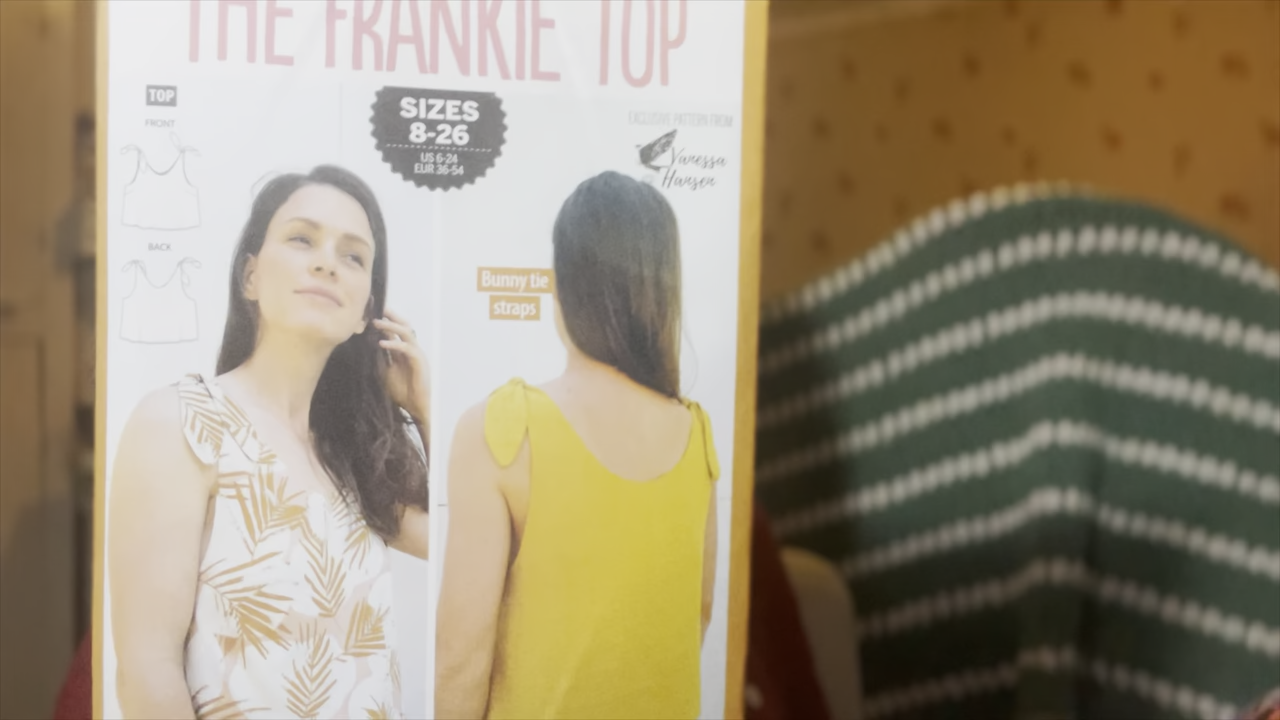 THE FRANKIE TOP
TOP
FRONT
BACK
SIZES
8-26
US 6-24
EUR 36-54
EXCLUSIVE PATTERN FROM
Vanessa
Hansen
Bunny tie
straps